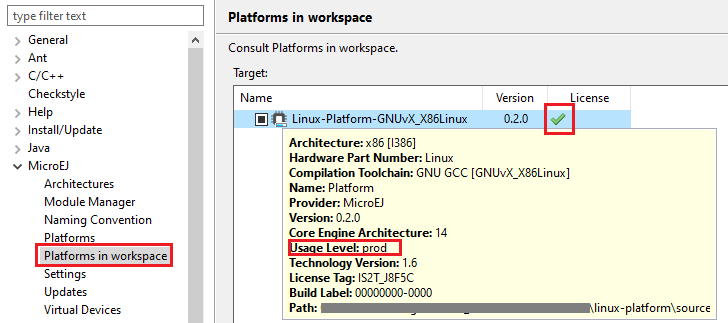 type filter text
General
Ant
C/C++
Checkstyle
Help
Install/Update
Java
MicroEJ
Architectures
Module Manager
Naming Convention
Platforms
Platforms in workspace
Settings
Updates
Virtual Devices
Platforms in workspace
Consult Platforms in workspace.
Target:
Name Version License
Linux-Platform-GNUvX_X86Linux 0.2.0
Architecture: x86 [I386]
Hardware Part Number: Linux
Compilation Toolchain: GNU GCC [GNUvX_X86Linux]
Name: Platform
Provider: MicroEJ
Version: 0.2.0
Core Engine Architecture: 14
Usage Level: prod
Technology Version: 1.6
License Tag: IS2T_J8F5C
Build Label: 00000000-0000
Path: \linux-platform\source